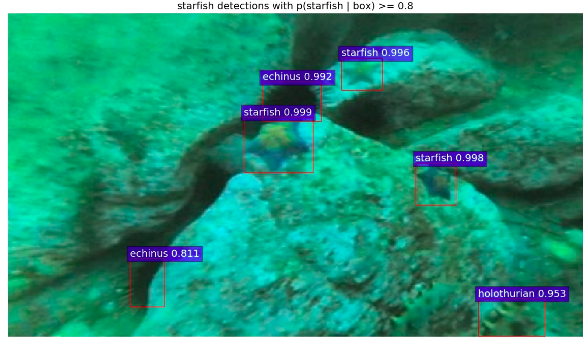 starfish detections with p(starfish | box) >= 0.8
starfish 0.996
echinus 0.992
starfish 0.999
starfish 0.998
echinus 0.811
holothurian 0.953